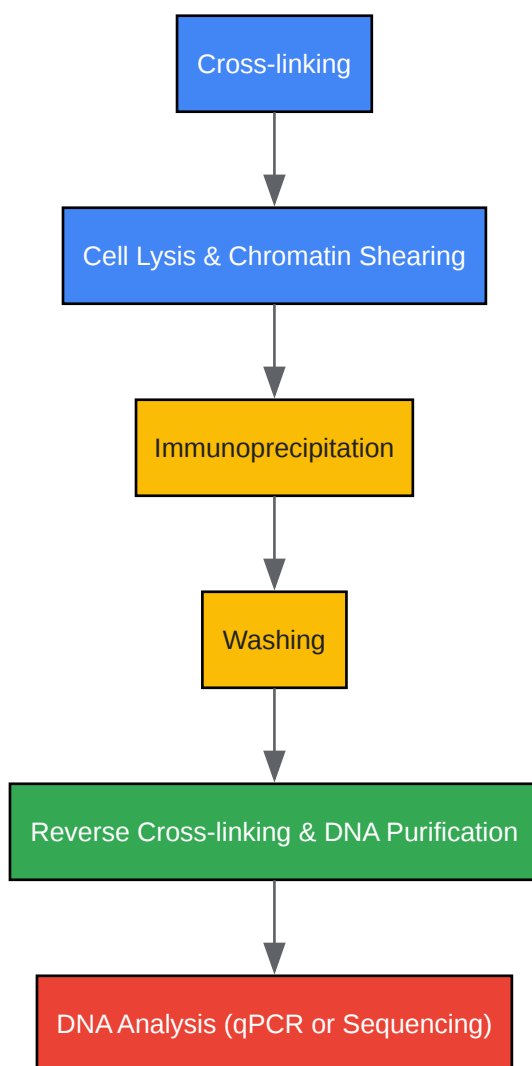 Cross-linking
Cell Lysis & Chromatin Shearing
Immunoprecipitation
Washing
Reverse Cross-linking & DNA Purification
DNA Analysis (qPCR or Sequencing)